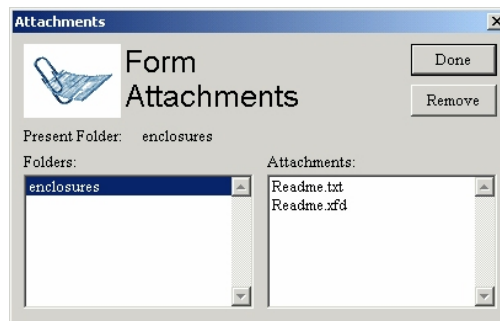 Attachments
Form
Attachments
Done
Remove
Present Folder: enclosures
Folders:
Attachments:
enclosures
Readme.txt
Readme.xfd